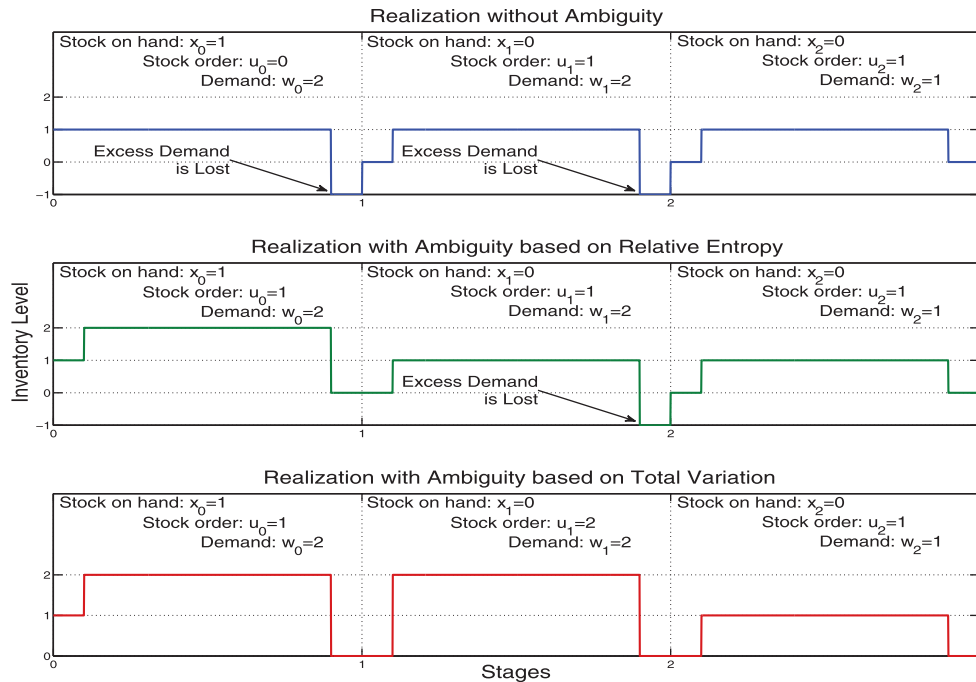 Realization without Ambiguity
Stock on hand: x0=1
Stock order: u0=0
Demand: w0=2
Stock on hand: x1=0
Stock order: u1=1
Demand: w1=2
Stock on hand: x2=0
Stock order: u2=1
Demand: w2=1
2
1
0
−1
Excess Demand
is Lost
Excess Demand
is Lost
0
1
2
Realization with Ambiguity based on Relative Entropy
Stock on hand: x0=1
Stock order: u0=1
Demand: w0=2
Stock on hand: x1=0
Stock order: u1=1
Demand: w1=2
Stock on hand: x2=0
Stock order: u2=1
Demand: w2=1
Inventory Level
2
1
0
−1
Excess Demand
is Lost
0
1
2
Realization with Ambiguity based on Total Variation
Stock on hand: x0=1
Stock order: u0=1
Demand: w0=2
Stock on hand: x1=0
Stock order: u1=2
Demand: w1=2
Stock on hand: x2=0
Stock order: u2=1
Demand: w2=1
2
1
0
0
1
2
Stages